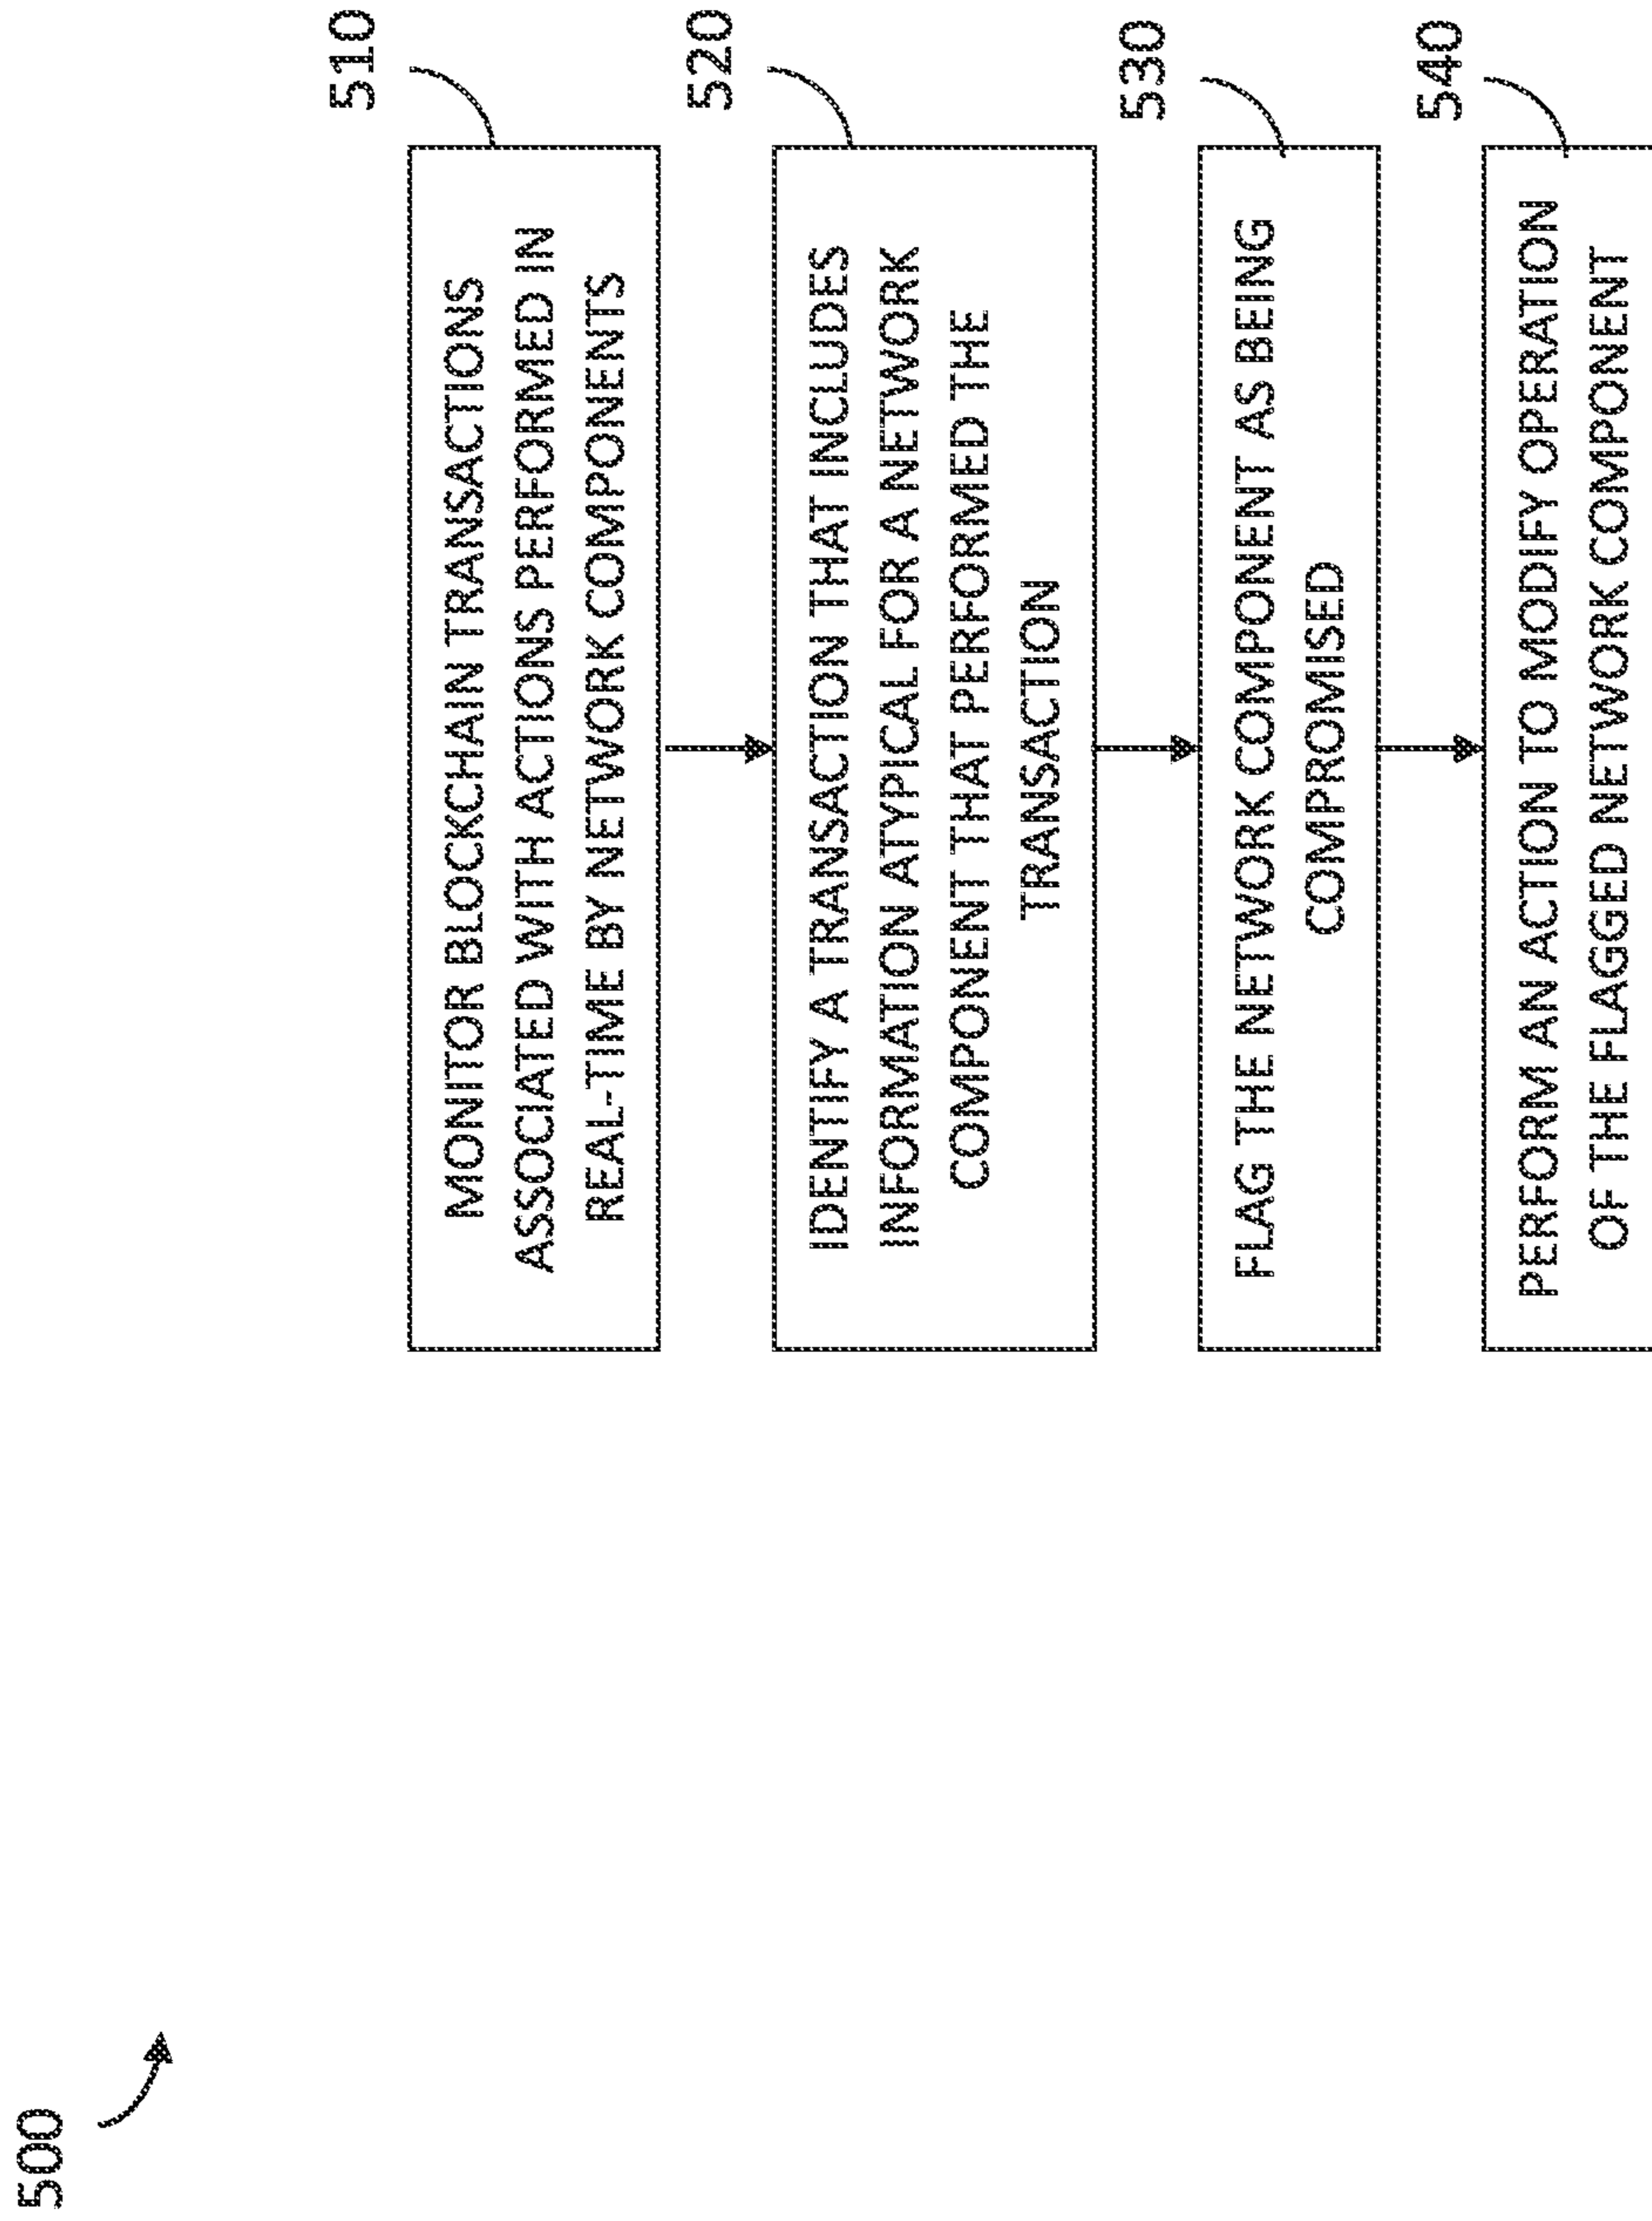 500
510
MONITOR BLOCKCHAIN TRANSACTIONS
ASSOCIATED WITH ACTIONS PERFORMED IN
REAL-TIME BY NETWORK COMPONENTS
520
IDENTIFY A TRANSACTION THAT INCLUDES
INFORMATION ATYPICAL FOR A NETWORK
COMPONENT THAT PERFORMED THE
TRANSACTION
530
FLAG THE NETWORK COMPONENT AS BEING
COMPROMISED
540
PERFORM AN ACTION TO MODIFY OPERATION
OF THE FLAGGED NETWORK COMPONENT